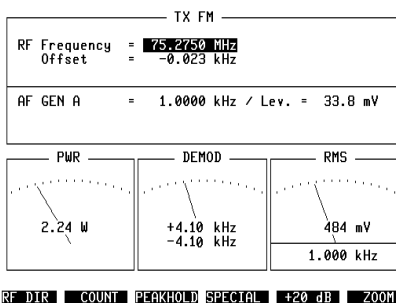 TX FM
RF Frequency = 75.2750 MHz
Offset = -0.023 kHz
AF GEN A = 1.0000 kHz / Lev. = 33.8 mV
PWR DEMOD RMS
2.24 W +4.10 kHz 484 mV
-4.10 kHz
1.000 kHz
RF DIR COUNT PEAKHOLD SPECIAL +20 dB ZOOM